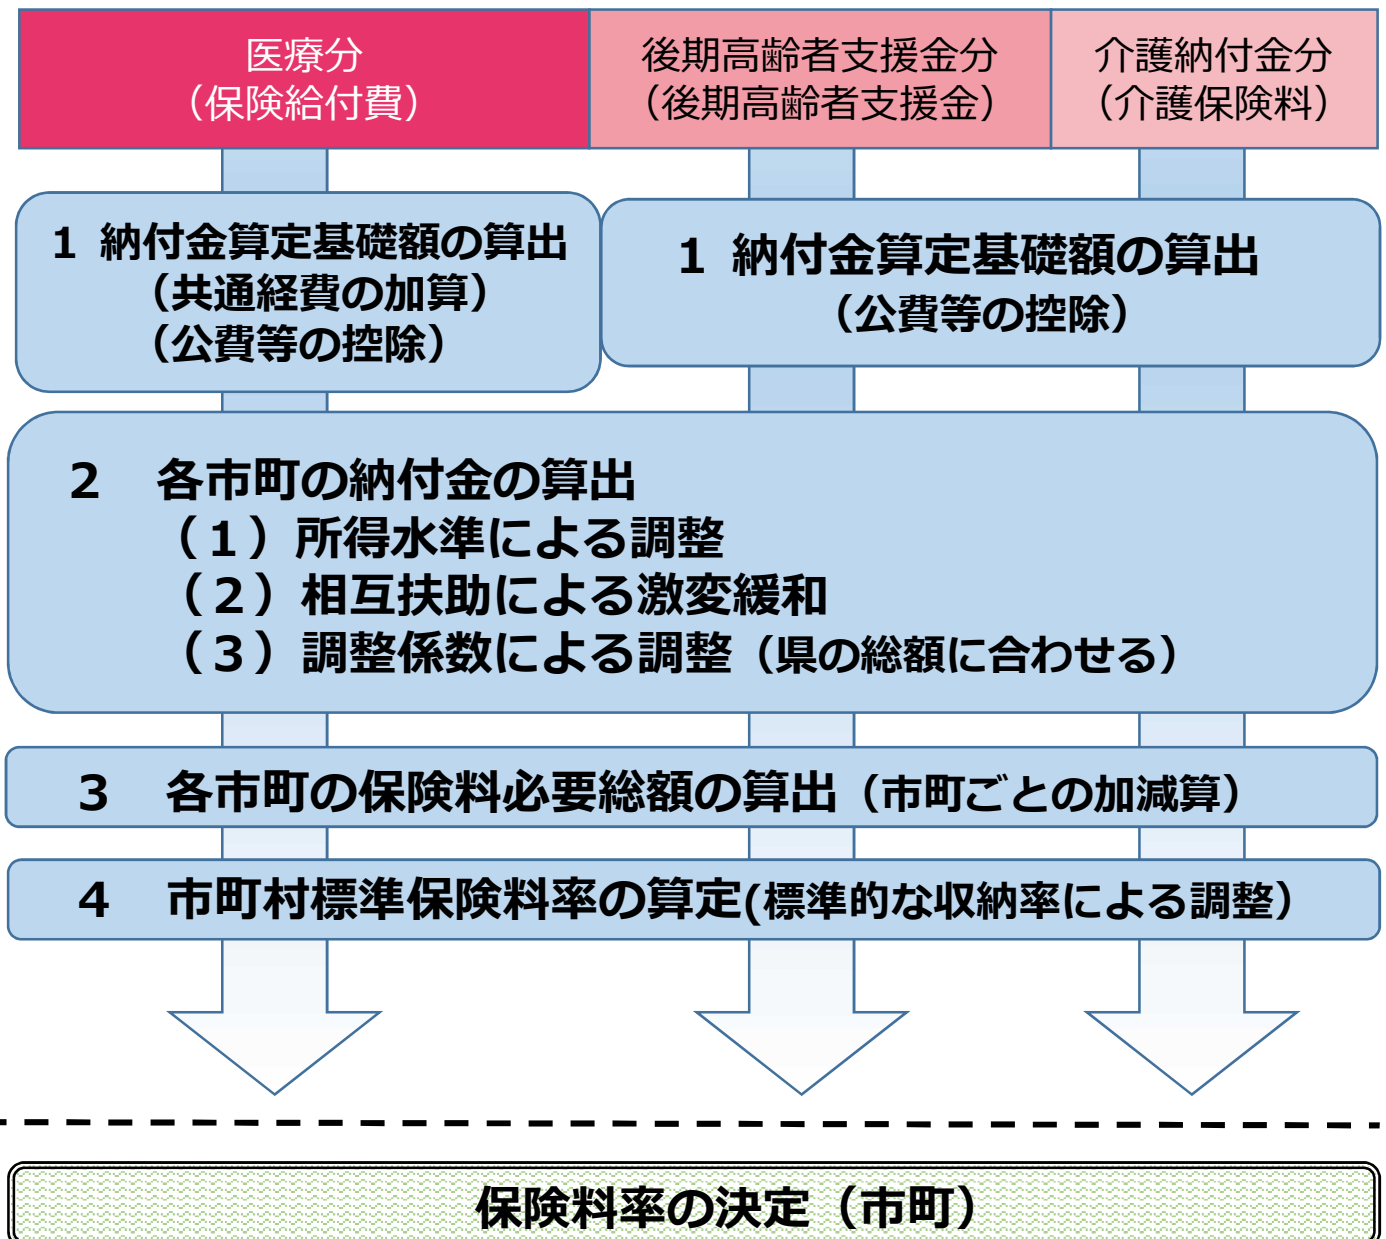 医療分
（保険給付費）
後期高齢者支援金分
（後期高齢者支援金）
介護納付金分
（介護保険料）
1 納付金算定基礎額の算出
（共通経費の加算）
（公費等の控除）
1 納付金算定基礎額の算出
（公費等の控除）
2　各市町の納付金の算出
（１）所得水準による調整
（２）相互扶助による激変緩和
（３）調整係数による調整（県の総額に合わせる）
3　各市町の保険料必要総額の算出（市町ごとの加減算）
4　市町村標準保険料率の算定(標準的な収納率による調整）
保険料率の決定（市町）